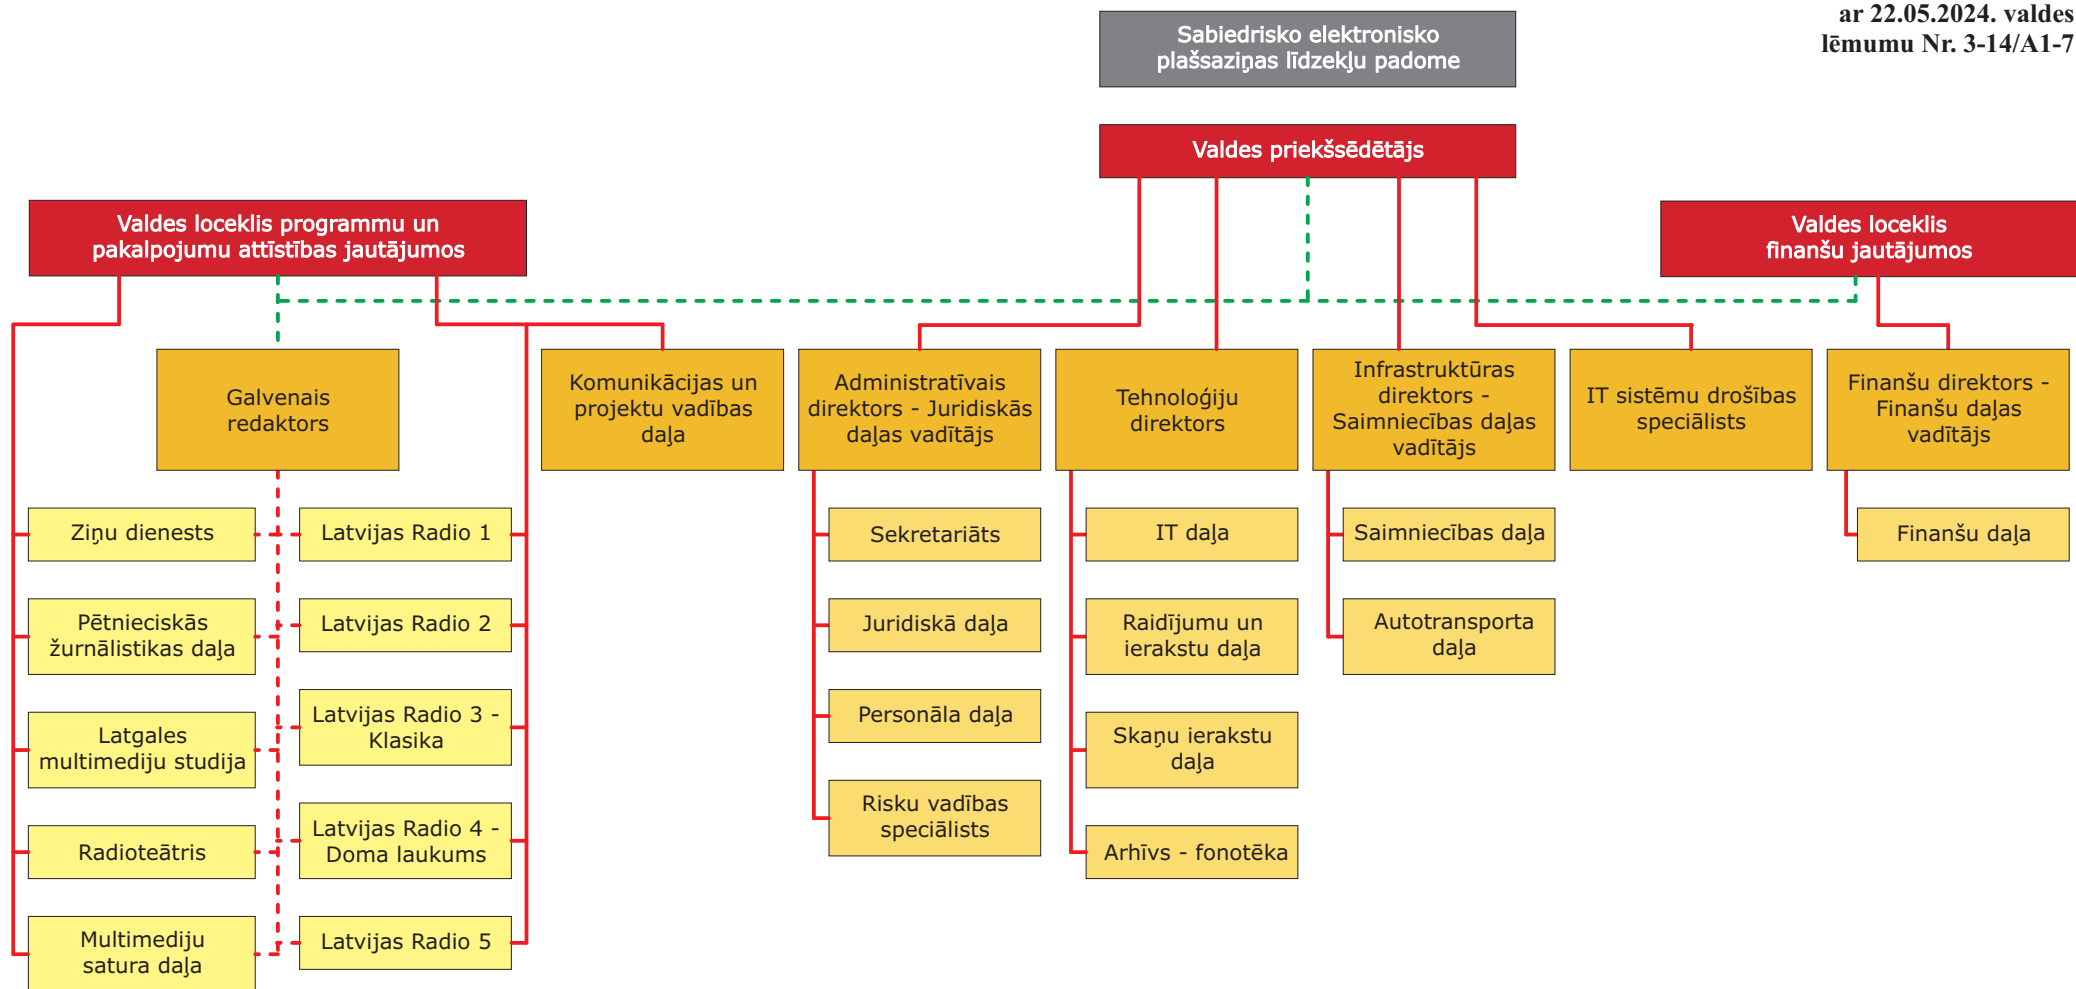 ar 22.05.2024. valdes
lēmumu Nr. 3-14/A1-7
Sabiedrisko elektronisko
plašsaziņas līdzekļu padome
Valdes priekšsēdētājs
Valdes loceklis programmu un
pakalpojumu attīstības jautājumos
Valdes loceklis
finanšu jautājumos
Galvenais
redaktors
Komunikācijas un
projektu vadības
daļa
Administratīvais
direktors - Juridiskās
daļas vadītājs
Tehnoloģiju
direktors
Infrastruktūras
direktors -
Saimniecības daļas
vadītājs
IT sistēmu drošības
speciālists
Finanšu direktors -
Finanšu daļas
vadītājs
Ziņu dienests
Pētnieciskās
žurnālistikas daļa
Latgales
multimediju studija
Radioteātris
Multimediju
satura daļa
Latvijas Radio 1
Latvijas Radio 2
Latvijas Radio 3 -
Klasika
Latvijas Radio 4 -
Doma laukums
Latvijas Radio 5
Sekretariāts
Juridiskā daļa
Personāla daļa
Risku vadības
speciālists
IT daļa
Raidījumu un
ierakstu daļa
Skaņu ierakstu
daļa
Arhīvs - fonotēka
Saimniecības daļa
Autotransporta
daļa
Finanšu daļa